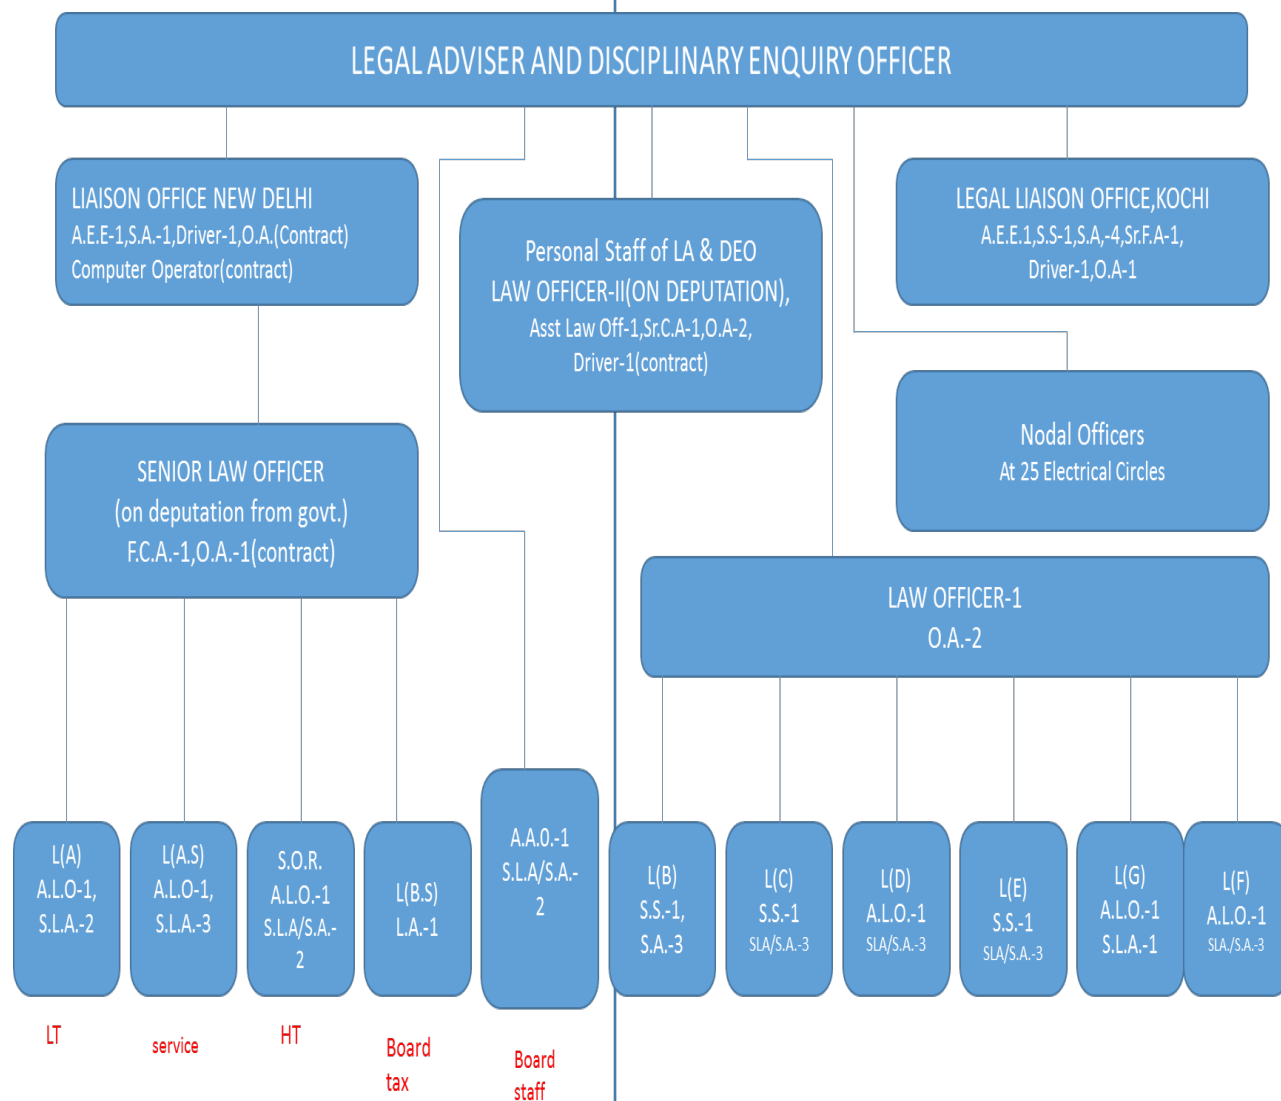 LEGAL ADVISER AND DISCIPLINARY ENQUIRY OFFICER
LIAISON OFFICE NEW DELHI
A.E.E-1,S.A.-1,Driver-1,O.A.(Contract)
Computer Operator(contract)
Personal Staff of LA & DEO
LAW OFFICER-II(ON DEPUTATION),
Asst Law Off-1,Sr.C.A-1,O.A-2,
Driver-1(contract)
LEGAL LIAISON OFFICE,KOCHI
A.E.E.1,S.S-1,S.A,-4,Sr.F.A-1,
Driver-1,O.A-1
SENIOR LAW OFFICER
(on deputation from govt.)
F.C.A.-1,O.A.-1(contract)
Nodal Officers
At 25 Electrical Circles
LAW OFFICER-1
O.A.-2
L(A)
A.L.O-1,
S.L.A.-2
L(A.S)
A.L.O-1,
S.L.A.-3
S.O.R.
A.L.O.-1
S.L.A/S.A.-
2
L(B.S)
L.A.-1
A.A.O.-1
S.L.A/S.A.-
2
L(B)
S.S.-1,
S.A.-3
L(C)
S.S.-1
SLA/S.A.-3
L(D)
A.L.O.-1
SLA/S.A.-3
L(E)
S.S.-1
SLA/S.A.-3
L(G)
A.L.O.-1
S.L.A.-1
L(F)
A.L.O.-1
SLA./S.A.-3
LT
service
HT
Board
tax
Board
staff